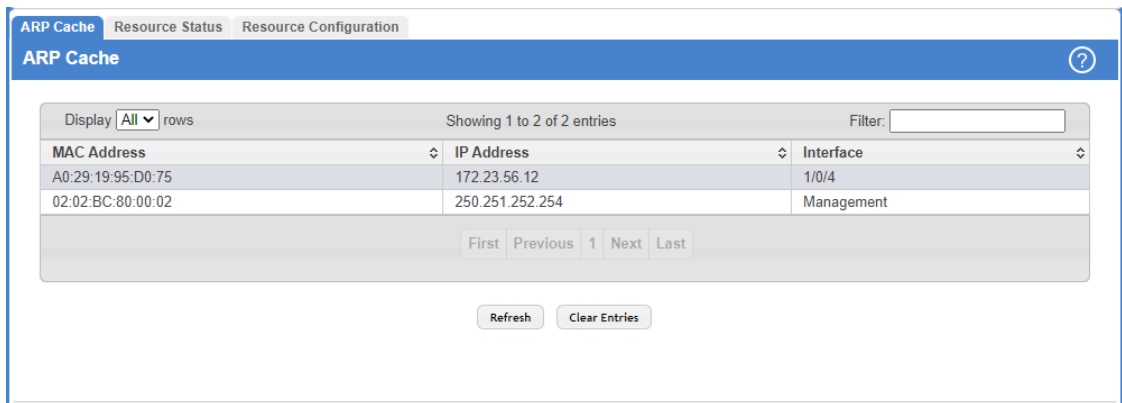 ARP Cache Resource Status Resource Configuration
ARP Cache ?
Display All rows Showing 1 to 2 of 2 entries Filter:
MAC Address IP Address Interface
A0:29:19:95:D0:75 172.23.56.12 1/0/4
02:02:BC:80:00:02 250.251.252.254 Management
First Previous 1 Next Last
Refresh Clear Entries